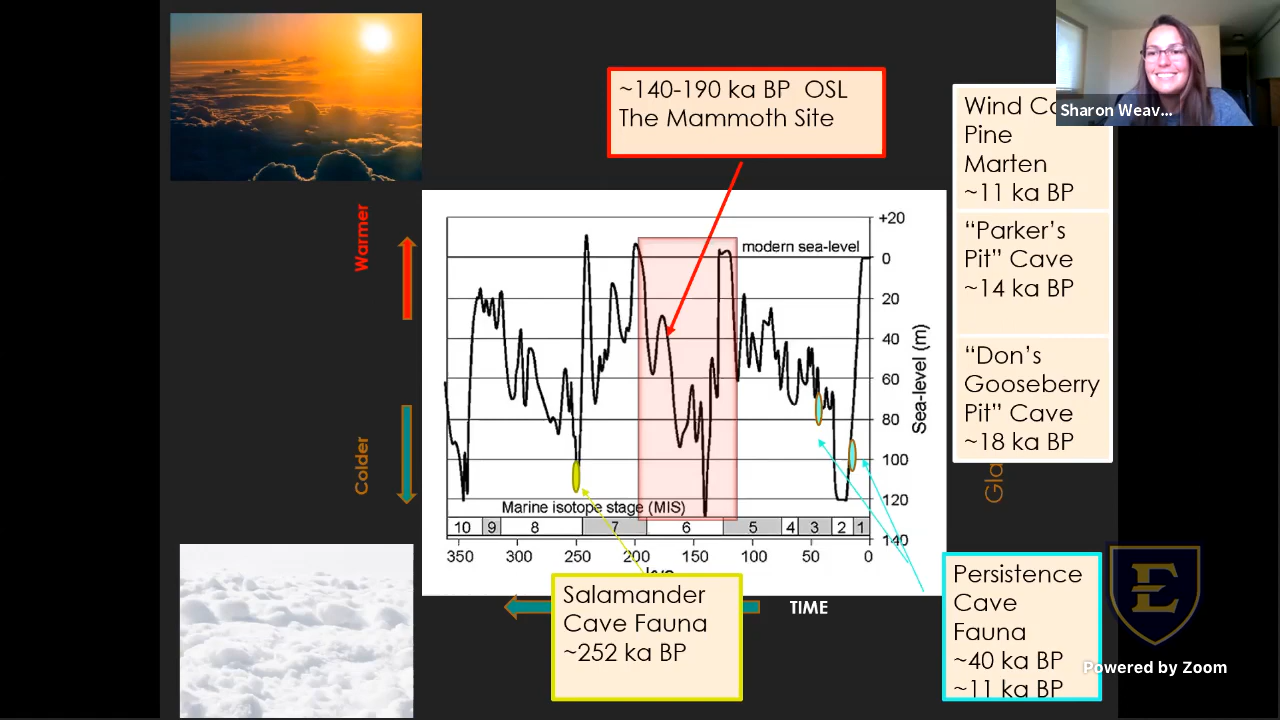 ~140-190 ka BP OSL
The Mammoth Site
Wind
Pine
Marten
~11 ka BP
Sharon Weav...
"Parker's
Pit" Cave
~14 ka BP
"Don's
Gooseberry
Pit" Cave
~18 ka BP
Warmer
Colder
modern sea-level
+20
0
20
40
60
80
100
120
140
Sea-level (m)
Marine isotope stage (MIS)
10 9 8 7 6 5 4 3 2 1
350 300 250 200 150 100 50 0
TIME
Salamander
Cave Fauna
~252 ka BP
Persistence
Cave
Fauna
~40 ka BP
~11 ka BP
E
Powered by Zoom